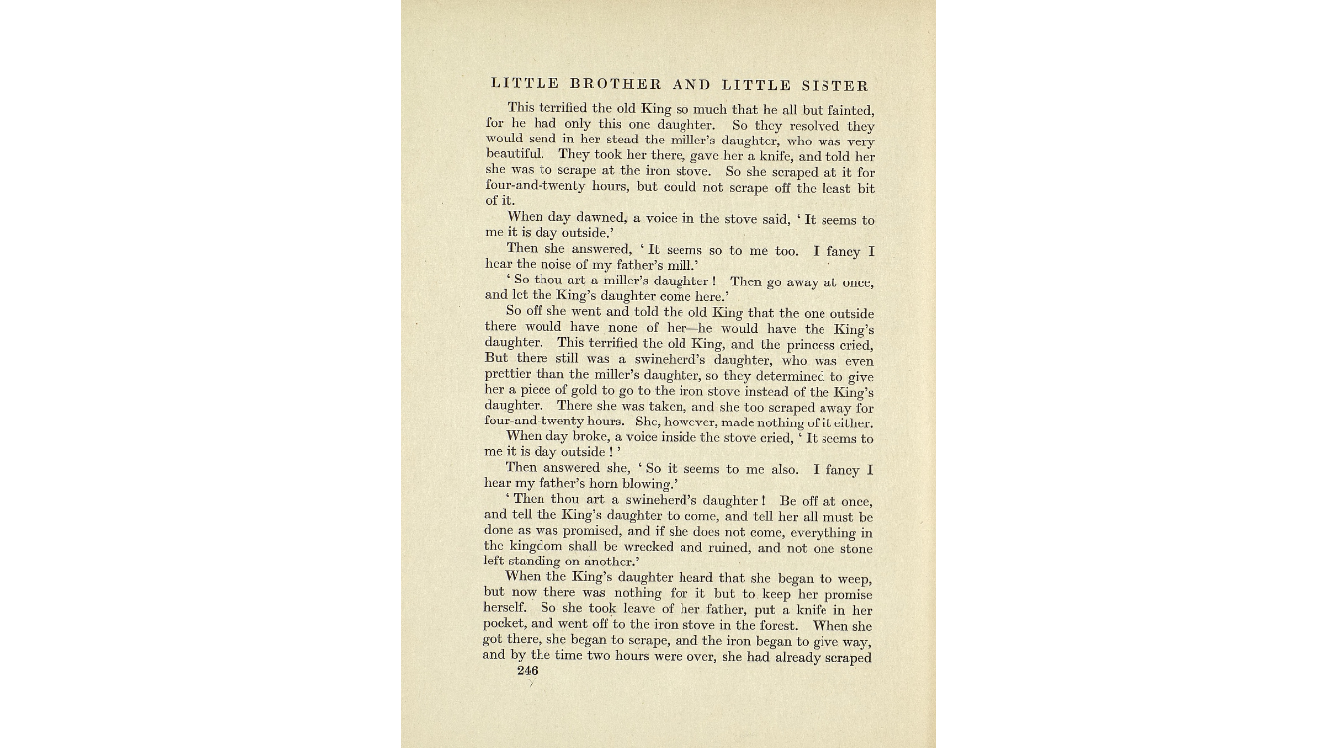 LITTLE BROTHER AND LITTLE SISTER
This terrified the old King so much that he all but fainted,
for he had only this one daughter. So they resolved they
would send in her stead the miller's daughter, who was very
beautiful. They took her there, gave her a knife, and told her
she was to scrape at the iron stove. So she scraped at it for
four-and-twenty hours, but could not scrape off the least bit
of it.
When day dawned, a voice in the stove said, ‘ It seems to
me it is day outside.’
Then she answered, ‘ It seems so to me too. I fancy I
hear the noise of my father's mill.’
‘ So thou art a miller's daughter ! Then go away at once,
and let the King's daughter come here.’
So off she went and told the old King that the one outside
there would have none of her—he would have the King's
daughter. This terrified the old King, and the princess cried,
But there still was a swineherd's daughter, who was even
prettier than the miller's daughter, so they determined to give
her a piece of gold to go to the iron stove instead of the King's
daughter. There she was taken, and she too scraped away for
four-and-twenty hours. She, however, made nothing of it either.
When day broke, a voice inside the stove cried, ‘ It seems to
me it is day outside ! ’
Then answered she, ‘ So it seems to me also. I fancy I
hear my father's horn blowing.’
‘ Then thou art a swineherd's daughter ! Be off at once,
and tell the King's daughter to come, and tell her all must be
done as was promised, and if she does not come, everything in
the kingdom shall be wrecked and ruined, and not one stone
left standing on another.’
When the King's daughter heard that she began to weep,
but now there was nothing for it but to keep her promise
herself. So she took leave of her father, put a knife in her
pocket, and went off to the iron stove in the forest. When she
got there, she began to scrape, and the iron began to give way,
and by the time two hours were over, she had already scraped
246